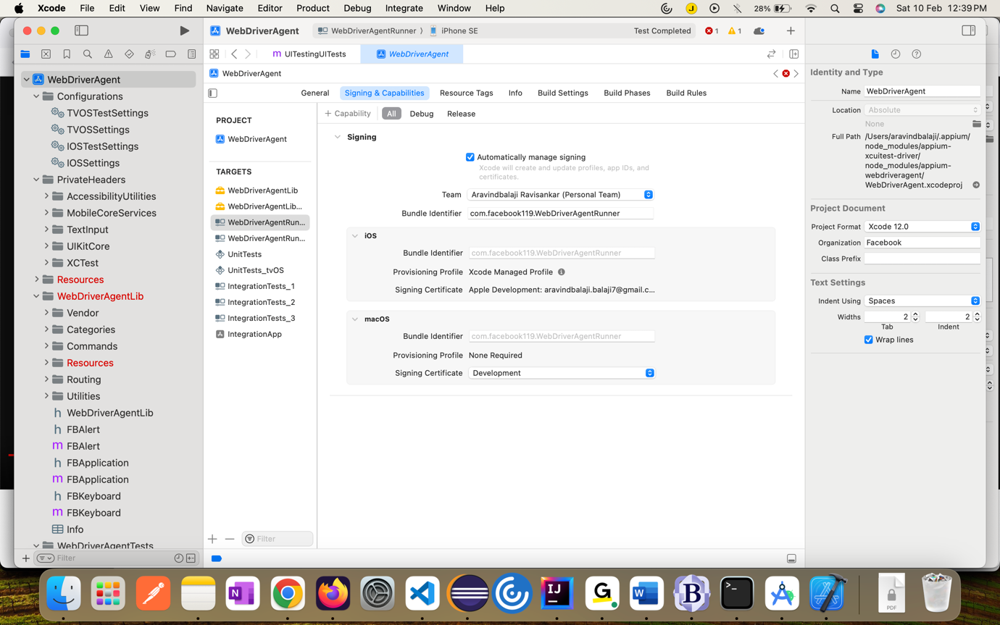 Xcode File Edit View Find Navigate Editor Product Debug Integrate Window Help
J 28% Sat 10 Feb 12:39 PM
WebDriverAgent WebDriverAgentRunner iPhone SE Test Completed 1 1
UITestingUITests WebDriverAgent
WebDriverAgent
General Signing & Capabilities Resource Tags Info Build Settings Build Phases Build Rules
WebDriverAgent
Configurations
TVOSTestSettings
TVOSSettings
IOSTestSettings
IOSSettings
PrivateHeaders
AccessibilityUtilities
MobileCoreServices
TextInput
UIKitCore
XCTest
Resources
WebDriverAgentLib
Vendor
Categories
Commands
Resources
Routing
Utilities
h WebDriverAgentLib
h FBAlert
m FBAlert
h FBApplication
m FBApplication
h FBKeyboard
m FBKeyboard
Info
WebDriverAgentTests
Filter
PROJECT
WebDriverAgent
TARGETS
WebDriverAgentLib
WebDriverAgentLib...
WebDriverAgentRun...
WebDriverAgentRun...
UnitTests
UnitTests_tvOS
IntegrationTests_1
IntegrationTests_2
IntegrationTests_3
IntegrationApp
Filter
+ Capability All Debug Release
Signing
Automatically manage signing
Xcode will create and update profiles, app IDs, and
certificates.
Team Aravindbalaji Ravisankar (Personal Team)
Bundle Identifier com.facebook119.WebDriverAgentRunner
iOS
Bundle Identifier com.facebook119.WebDriverAgentRunner
Provisioning Profile Xcode Managed Profile
Signing Certificate Apple Development: aravindbalaji.balaji7@gmail.c...
macOS
Bundle Identifier com.facebook119.WebDriverAgentRunner
Provisioning Profile None Required
Signing Certificate Development
Identity and Type
Name WebDriverAgent
Location Absolute
None
Full Path /Users/aravindbalaji/.appium/
node_modules/appium-
xcuitest-driver/
node_modules/appium-
webdriveragent/
WebDriverAgent.xcodeproj
Project Document
Project Format Xcode 12.0
Organization Facebook
Class Prefix
Text Settings
Indent Using Spaces
Widths 2 2
Tab Indent
Wrap lines
N IJ G W B >_ PDF